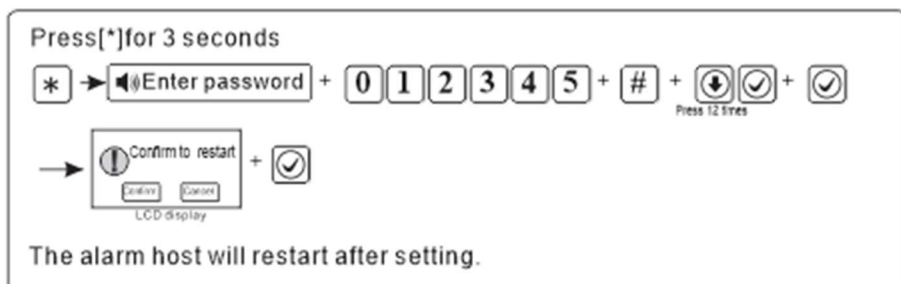 Press[*]for 3 seconds
* Enter password + 0 1 2 3 4 5 + # + +
Press 12 times
Confirm to restart +
Confirm Cancel
LCD display
The alarm host will restart after setting.